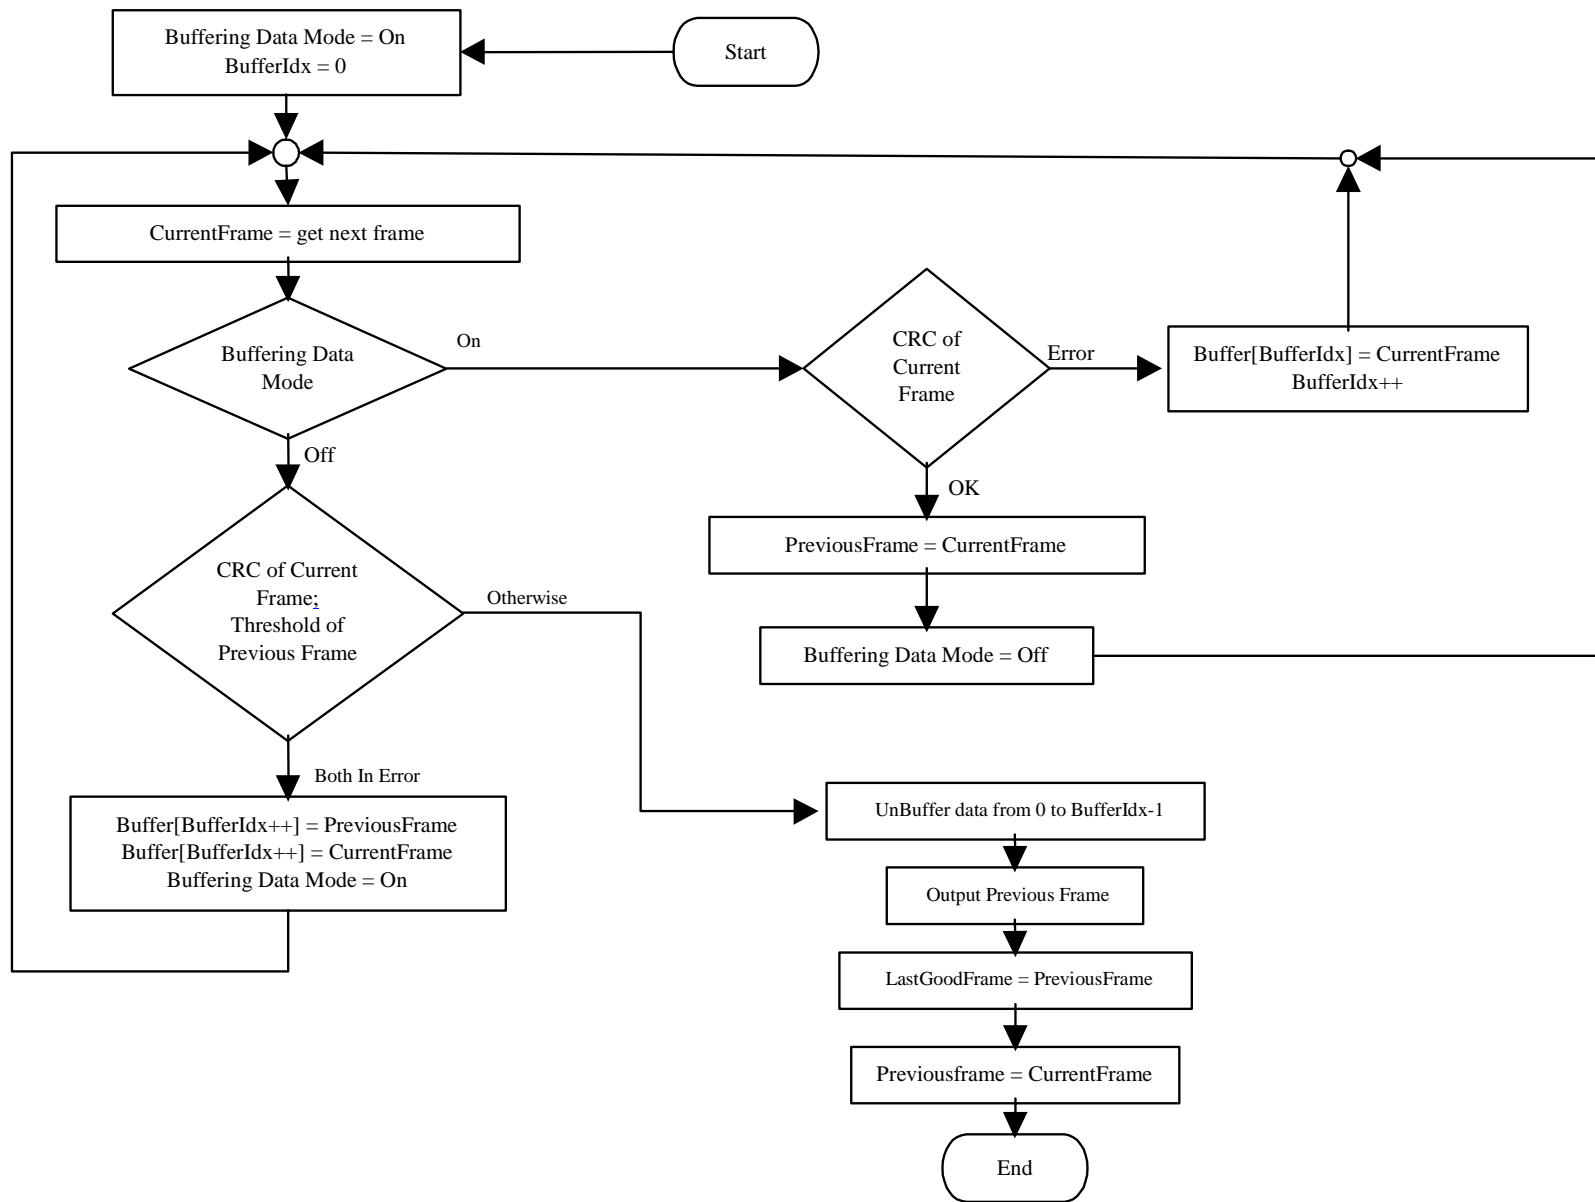 Buffering Data Mode = On
BufferIdx = 0
Start
CurrentFrame = get next frame
Buffering Data
Mode
On
CRC of
Current
Frame
Error
Buffer[BufferIdx] = CurrentFrame
BufferIdx++
Off
OK
PreviousFrame = CurrentFrame
CRC of Current
Frame;
Threshold of
Previous Frame
Otherwise
Buffering Data Mode = Off
Both In Error
Buffer[BufferIdx++] = PreviousFrame
Buffer[BufferIdx++] = CurrentFrame
Buffering Data Mode = On
UnBuffer data from 0 to BufferIdx-1
Output Previous Frame
LastGoodFrame = PreviousFrame
Previousframe = CurrentFrame
End